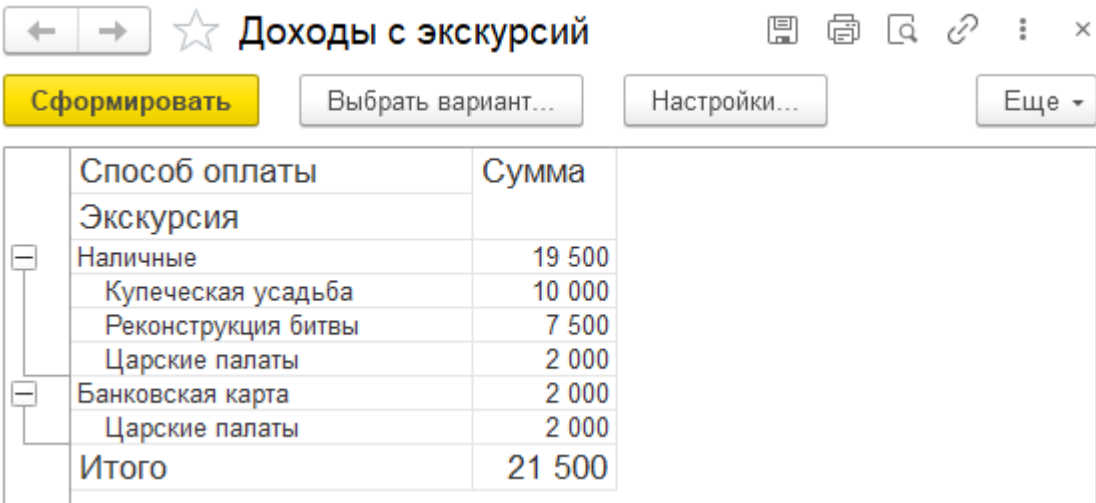 Доходы с экскурсий
Сформировать Выбрать вариант... Настройки... Еще
Способ оплаты Сумма
Экскурсия
Наличные 19 500
Купеческая усадьба 10 000
Реконструкция битвы 7 500
Царские палаты 2 000
Банковская карта 2 000
Царские палаты 2 000
Итого 21 500